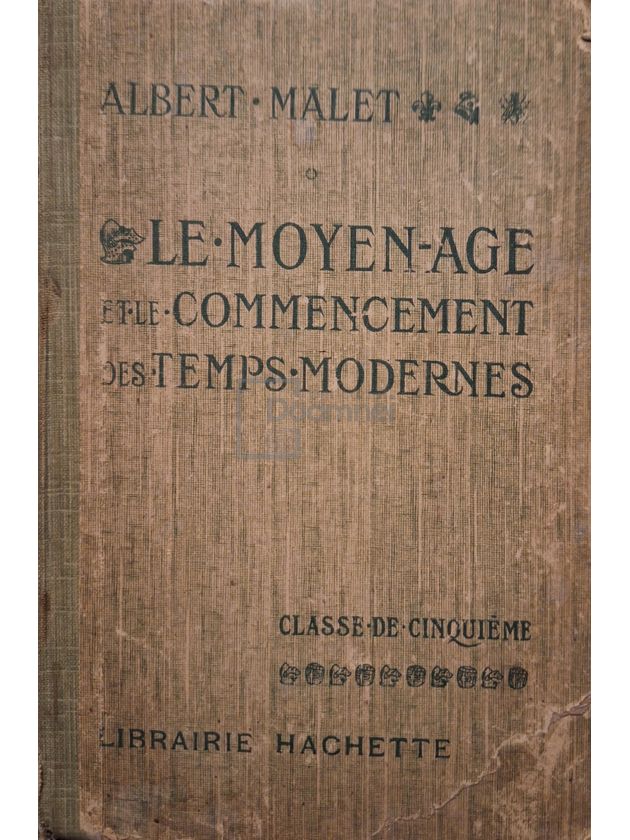 ALBERT · MALET
LE · MOYEN-AGE
ET · LE · COMMENCEMENT
DES · TEMPS · MODERNES
CLASSE · DE · CINQUIÈME
LIBRAIRIE HACHETTE